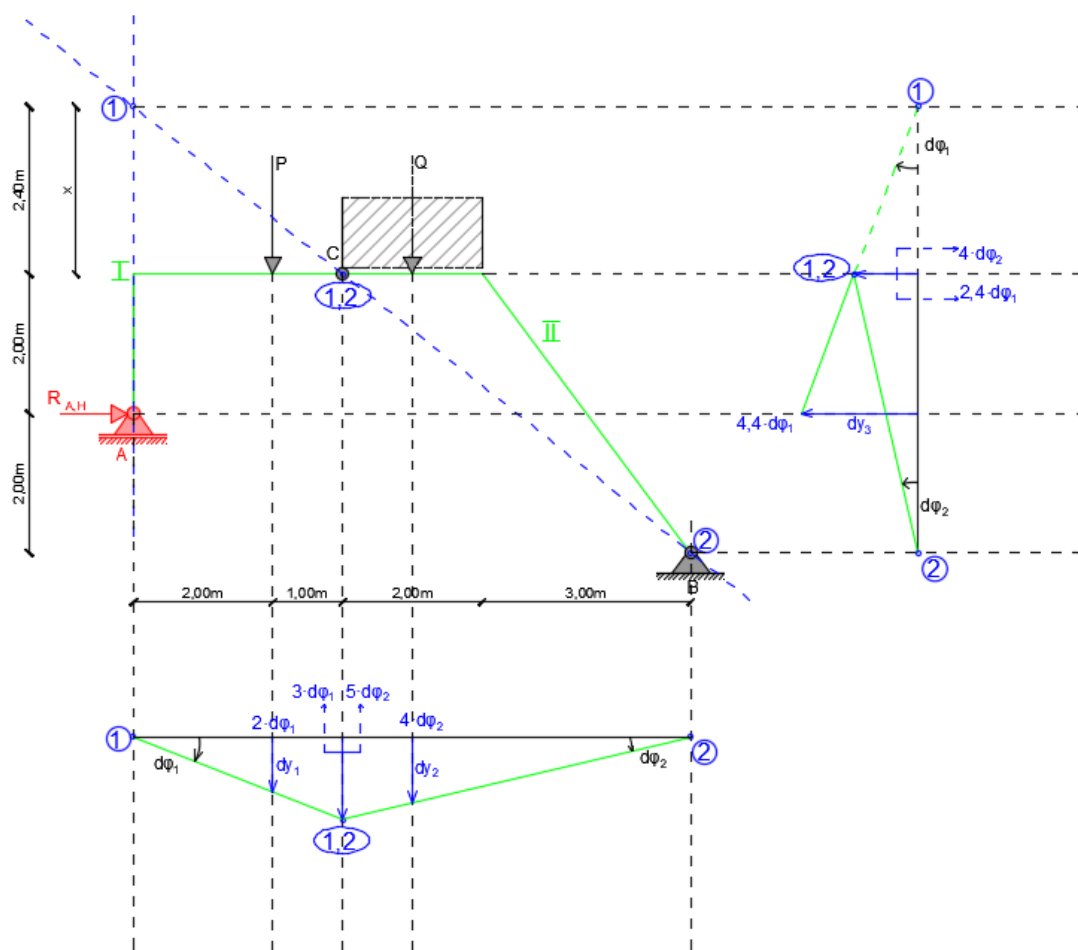 1
1
dφ₁
P
Q
2,40m
x
C
I
1,2
1,2
4·dφ₂
2,4·dφ₁
II
2,00m
R A,H
A
4,4·dφ₁
dy₃
2,00m
dφ₂
2
B
2
2,00m
1,00m
2,00m
3,00m
3·dφ₁
5·dφ₂
2·dφ₁
4·dφ₂
1
2
dφ₁
dy₁
dy₂
dφ₂
1,2